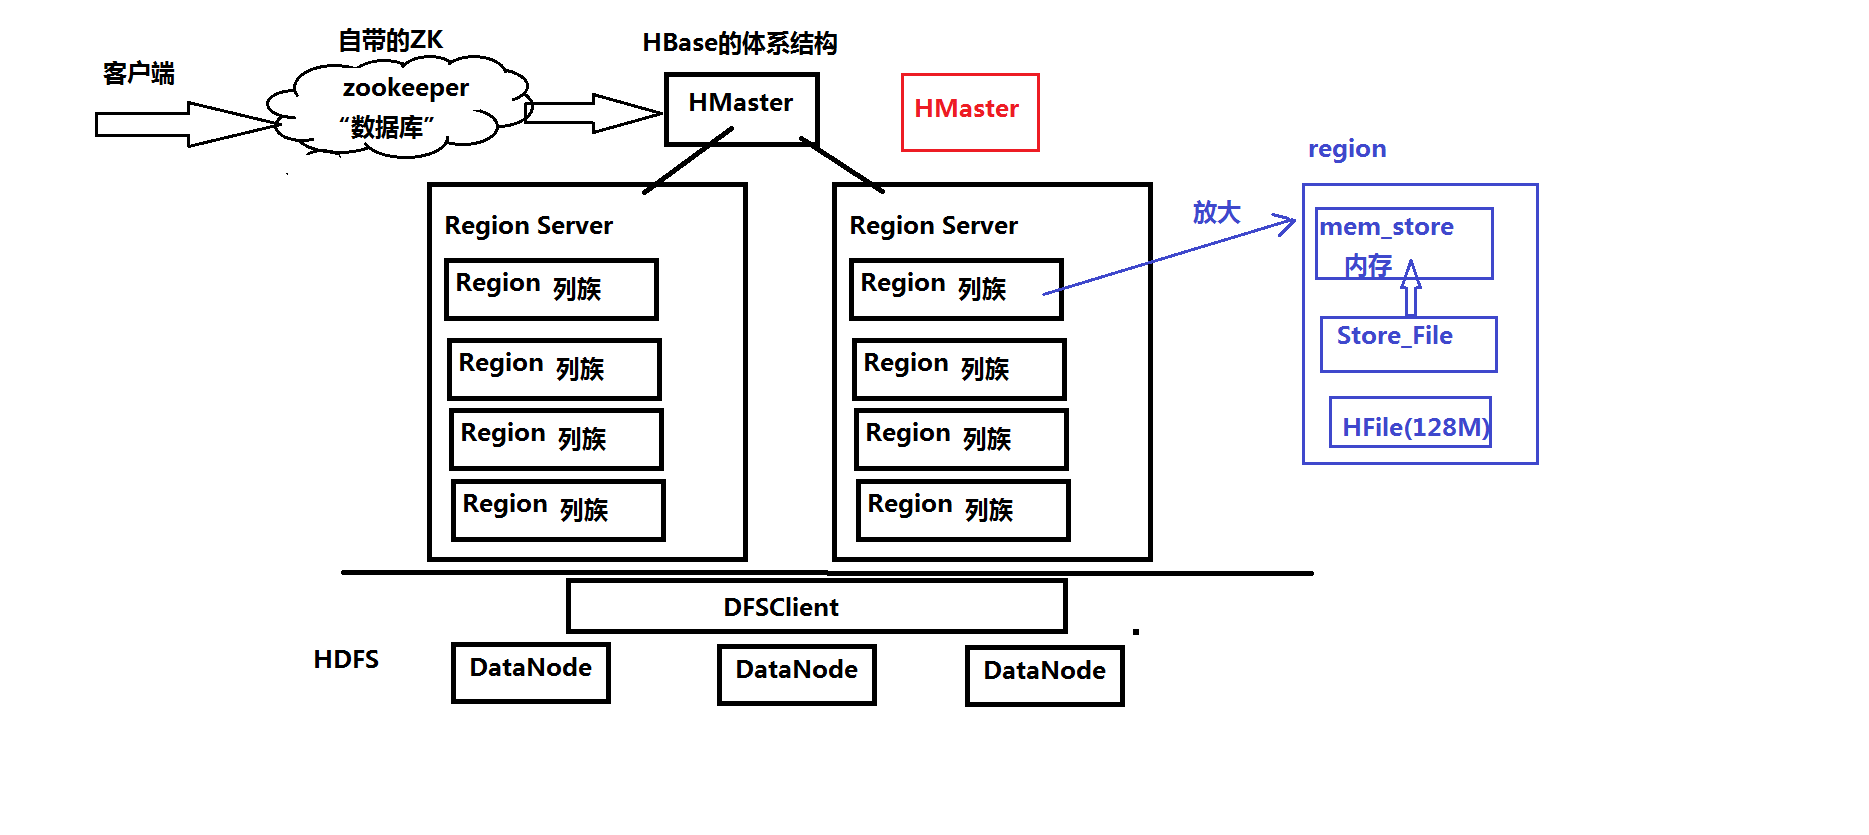 客户端
自带的ZK
zookeeper
“数据库”
HBase的体系结构
HMaster
HMaster
Region Server
Region 列族
Region 列族
Region 列族
Region 列族
Region Server
Region 列族
Region 列族
Region 列族
Region 列族
放大
region
mem_store
内存
Store_File
HFile(128M)
DFSClient
HDFS
DataNode
DataNode
DataNode